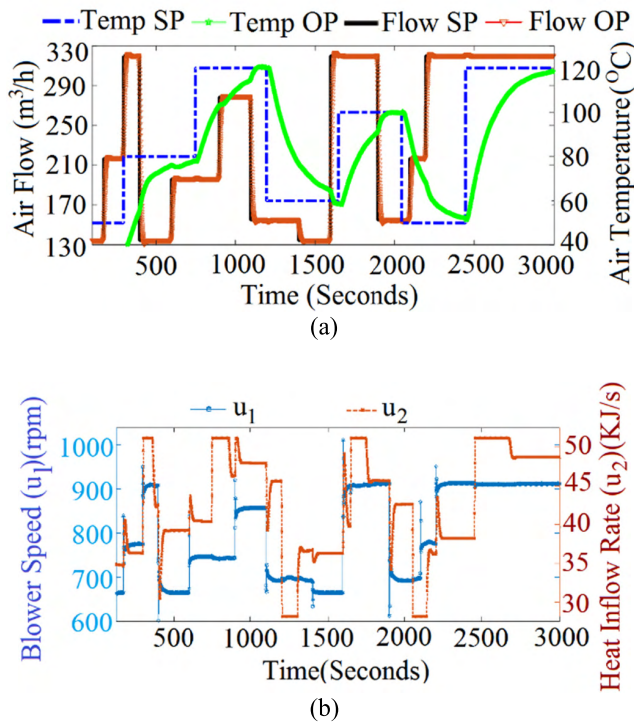 Temp SP Temp OP Flow SP Flow OP
330
290
250
210
170
130
Air Flow (m³/h)
120
100
80
60
40
Air Temperature(°C)
500 1000 1500 2000 2500 3000
Time (Seconds)
(a)
u₁ u₂
1000
900
800
700
600
Blower Speed (u₁)(rpm)
50
45
40
35
30
Heat Inflow Rate (u₂)(KJ/s)
500 1000 1500 2000 2500 3000
Time(Seconds)
(b)